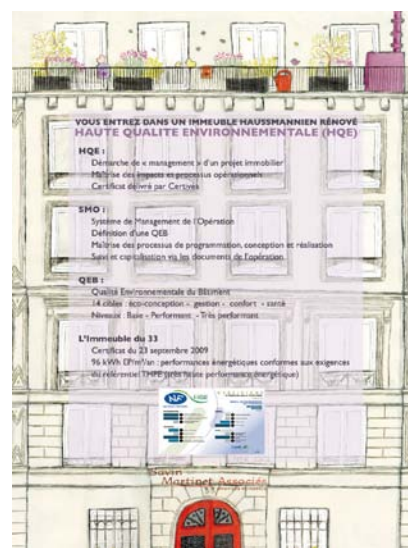 VOUS ENTREZ DANS UN IMMEUBLE HAUSSMANNIEN RÉNOVÉ
HAUTE QUALITE ENVIRONNEMENTALE (HQE)
HQE :
Démarche de « management » d'un projet immobilier
Maîtrise des impacts et processus opérationnels
Certificat délivré par Certivéa
SMO :
Système de Management de l'Opération
Définition d'une QEB
Maîtrise des processus de programmation, conception et réalisation
Suivi et capitalisation via les documents de l'opération
QEB :
Qualité Environnementale du Bâtiment
14 cibles : éco-conception - gestion - confort - santé
Niveaux : Base - Performant - Très performant
L'Immeuble du 33
Certificat du 23 septembre 2009
96 kWh EP/m²/an : performances énergétiques conformes aux exigences
du référentiel THPE (très haute performance énergétique)
NF HQE
Savin
Martinet Associés
33